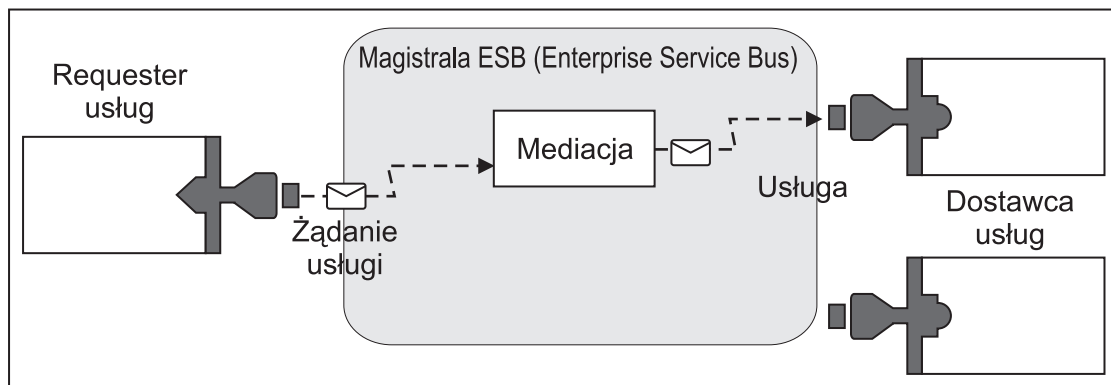 Magistrala ESB (Enterprise Service Bus)
Requester
usług
Mediacja
Żądanie
usługi
Usługa
Dostawca
usług